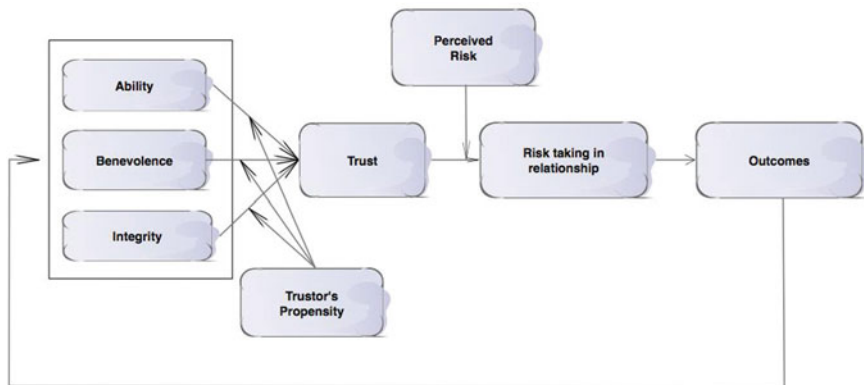 Perceived
Risk
Ability
Benevolence
Trust
Risk taking in
relationship
Outcomes
Integrity
Trustor's
Propensity